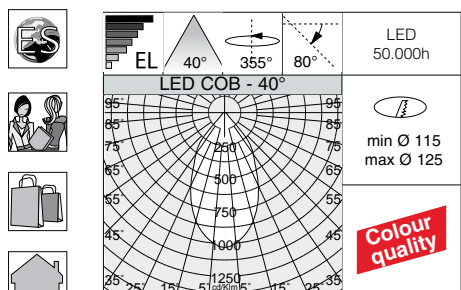 ES
EL
40°
355°
80°
LED
50.000h
LED COB - 40°
95° 95
85° 85
75° 250 75
65° 500 65
55° 750 55
45° 1000 45
35° 1250 35
25° 15° 5° cd/Klm 5° 15° 25°
min Ø 115
max Ø 125
Colour
quality